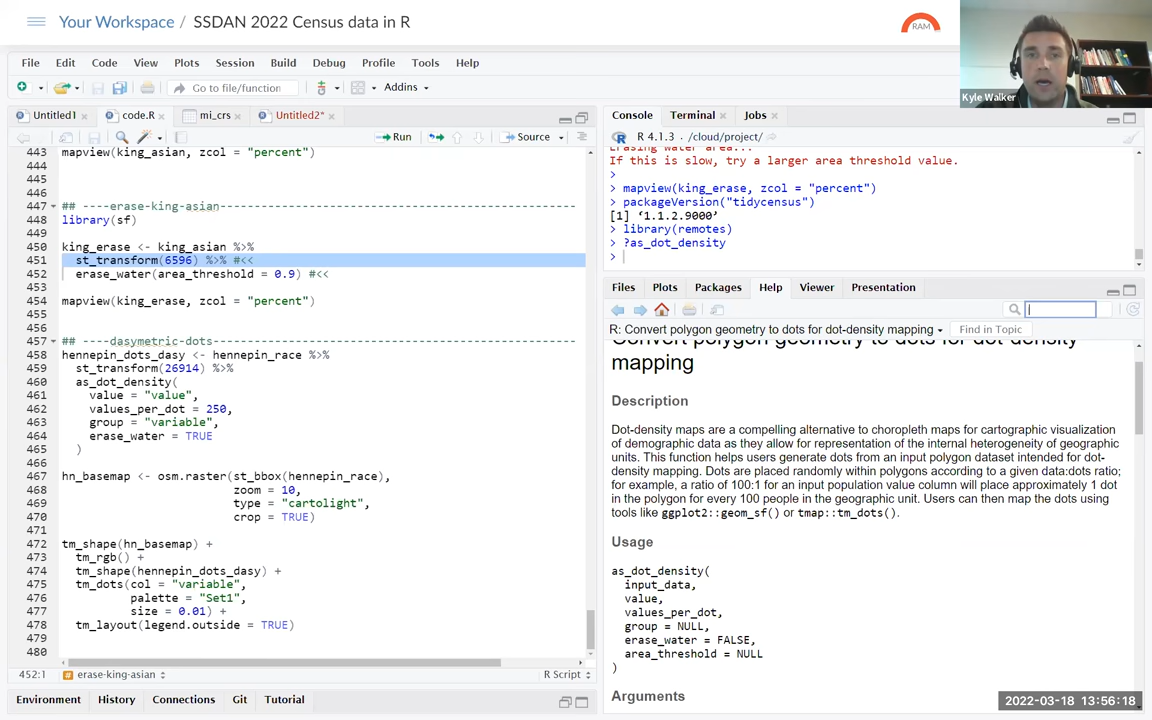 Your Workspace / SSDAN 2022 Census data in R
RAM
Kyle Walker
File Edit Code View Plots Session Build Debug Profile Tools Help
Go to file/function
Addins
Untitled1
code.R
mi_crs
Untitled2*
Run
Source
443 mapview(king_asian, zcol = "percent")
444
445
446
447 ## ----erase-king-asian--------------------------------------------------
448 library(sf)
449
450 king_erase <- king_asian %>%
451 st_transform(6596) %>% #<<
452 erase_water(area_threshold = 0.9) #<<
453
454 mapview(king_erase, zcol = "percent")
455
456
457 ## ----dasymetric-dots---------------------------------------------------
458 hennepin_dots_dasy <- hennepin_race %>%
459 st_transform(26914) %>%
460 as_dot_density(
461 value = "value",
462 values_per_dot = 250,
463 group = "variable",
464 erase_water = TRUE
465 )
466
467 hn_basemap <- osm.raster(st_bbox(hennepin_race),
468 zoom = 10,
469 type = "cartolight",
470 crop = TRUE)
471
472 tm_shape(hn_basemap) +
473 tm_rgb() +
474 tm_shape(hennepin_dots_dasy) +
475 tm_dots(col = "variable",
476 palette = "Set1",
477 size = 0.01) +
478 tm_layout(legend.outside = TRUE)
479
480
452:1 # erase-king-asian R Script
Environment History Connections Git Tutorial
Console Terminal Jobs
R 4.1.3 . /cloud/project/
Erasing water area...
If this is slow, try a larger area threshold value.
>
> mapview(king_erase, zcol = "percent")
> packageVersion("tidycensus")
[1] ‘1.1.2.9000’
> library(remotes)
> ?as_dot_density
>
Files Plots Packages Help Viewer Presentation
R: Convert polygon geometry to dots for dot-density mapping Find in Topic
Convert polygon geometry to dots for dot-density
mapping
Description
Dot-density maps are a compelling alternative to choropleth maps for cartographic visualization
of demographic data as they allow for representation of the internal heterogeneity of geographic
units. This function helps users generate dots from an input polygon dataset intended for dot-
density mapping. Dots are placed randomly within polygons according to a given data:dots ratio;
for example, a ratio of 100:1 for an input population value column will place approximately 1 dot
in the polygon for every 100 people in the geographic unit. Users can then map the dots using
tools like ggplot2::geom_sf() or tmap::tm_dots().
Usage
as_dot_density(
input_data,
value,
values_per_dot,
group = NULL,
erase_water = FALSE,
area_threshold = NULL
)
Arguments
2022-03-18 13:56:18